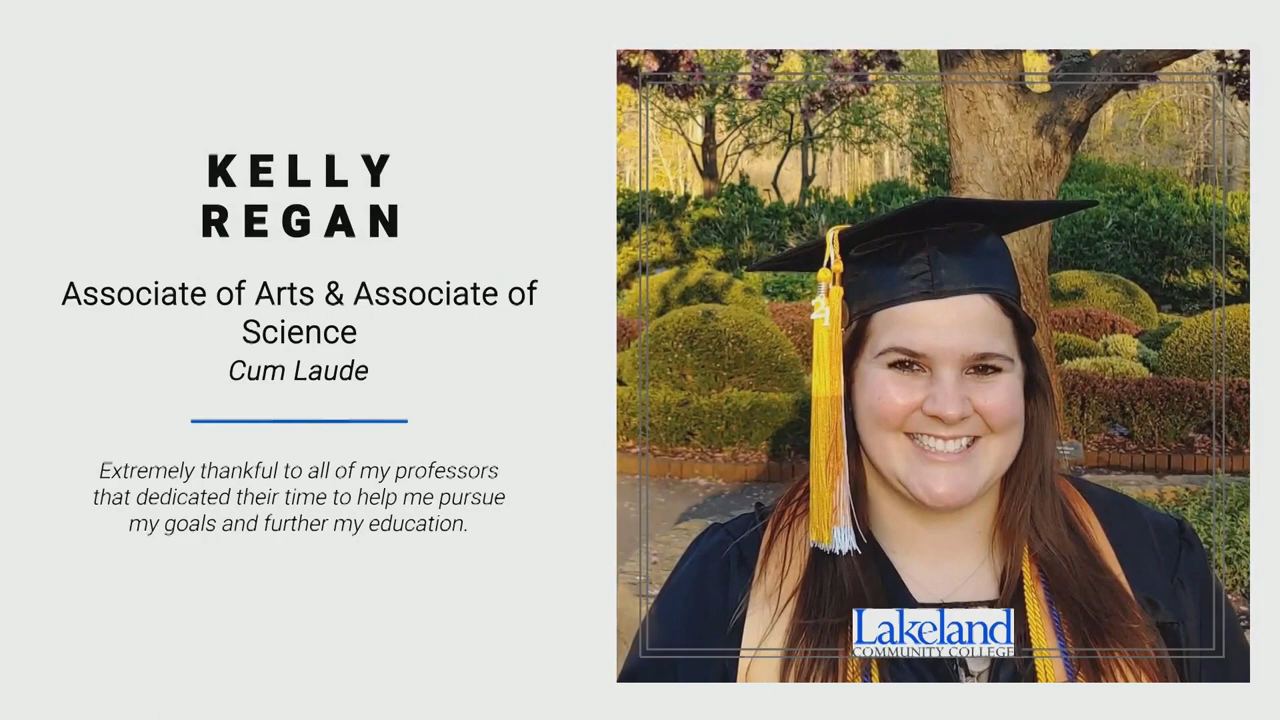 KELLY
REGAN
Associate of Arts & Associate of
Science
Cum Laude
Extremely thankful to all of my professors
that dedicated their time to help me pursue
my goals and further my education.
21
Lakeland
COMMUNITY COLLEGE